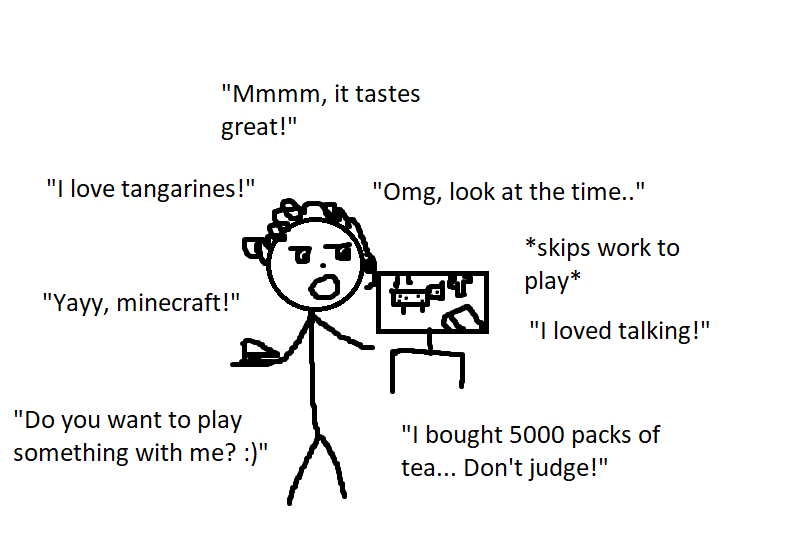 "Mmmm, it tastes
great!"
"I love tangarines!"
"Omg, look at the time.."
*skips work to
play*
"Yayy, minecraft!"
"I loved talking!"
"Do you want to play
something with me? :)"
"I bought 5000 packs of
tea... Don't judge!"